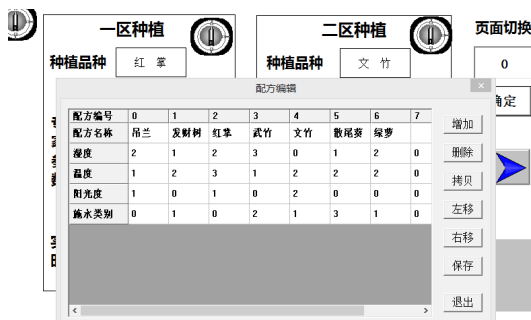 一区种植
二区种植
页面切换
种植品种 红 掌
种植品种 文 竹
0
配方编辑
确定
配方编号 0 1 2 3 4 5 6 7
配方名称 吊兰 发财树 红掌 武竹 文竹 散尾葵 绿萝
湿度 2 1 2 3 0 1 2 0
温度 1 2 3 1 2 2 2 0
阳光度 1 0 1 0 2 0 0 0
施水类别 0 1 0 2 1 3 1 0
增加
删除
拷贝
左移
右移
保存
退出